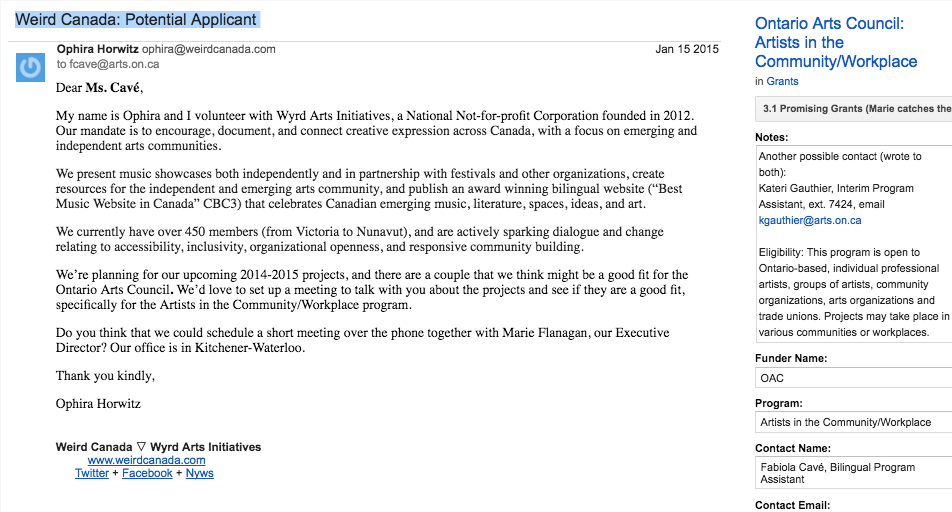 Weird Canada: Potential Applicant
Ophira Horwitz ophira@weirdcanada.com
Jan 15 2015
to fcave@arts.on.ca
Dear Ms. Cavé,
My name is Ophira and I volunteer with Wyrd Arts Initiatives, a National Not-for-profit Corporation founded in 2012.
Our mandate is to encourage, document, and connect creative expression across Canada, with a focus on emerging and
independent arts communities.
We present music showcases both independently and in partnership with festivals and other organizations, create
resources for the independent and emerging arts community, and publish an award winning bilingual website (“Best
Music Website in Canada” CBC3) that celebrates Canadian emerging music, literature, spaces, ideas, and art.
We currently have over 450 members (from Victoria to Nunavut), and are actively sparking dialogue and change
relating to accessibility, inclusivity, organizational openness, and responsive community building.
We’re planning for our upcoming 2014-2015 projects, and there are a couple that we think might be a good fit for the
Ontario Arts Council. We’d love to set up a meeting to talk with you about the projects and see if they are a good fit,
specifically for the Artists in the Community/Workplace program.
Do you think that we could schedule a short meeting over the phone together with Marie Flanagan, our Executive
Director? Our office is in Kitchener-Waterloo.
Thank you kindly,
Ophira Horwitz
Weird Canada ▽ Wyrd Arts Initiatives
www.weirdcanada.com
Twitter + Facebook + Nyws
Ontario Arts Council:
Artists in the
Community/Workplace
in Grants
3.1 Promising Grants (Marie catches the
Notes:
Another possible contact (wrote to
both):
Kateri Gauthier, Interim Program
Assistant, ext. 7424, email
kgauthier@arts.on.ca
Eligibility: This program is open to
Ontario-based, individual professional
artists, groups of artists, community
organizations, arts organizations and
trade unions. Projects may take place in
various communities or workplaces.
Funder Name:
OAC
Program:
Artists in the Community/Workplace
Contact Name:
Fabiola Cavé, Bilingual Program
Assistant
Contact Email: